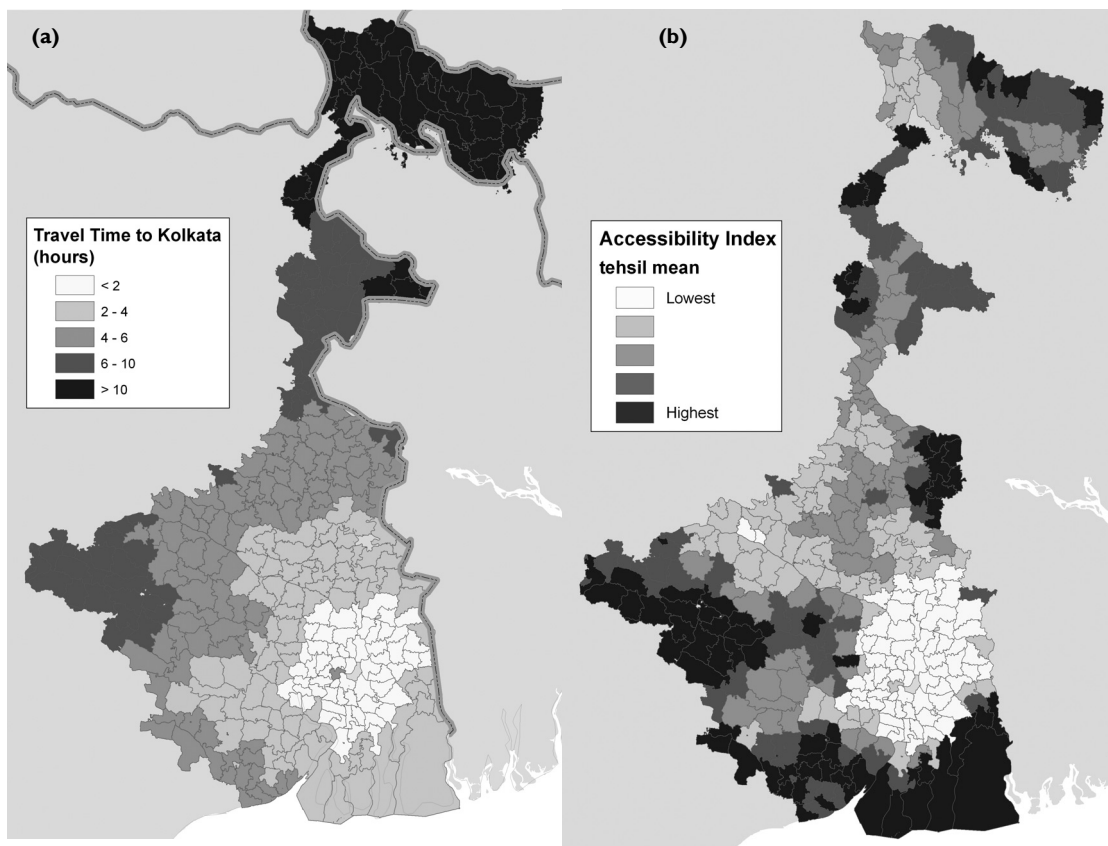 (a)
Travel Time to Kolkata
(hours)
< 2
2 - 4
4 - 6
6 - 10
> 10
(b)
Accessibility Index
tehsil mean
Lowest
Highest